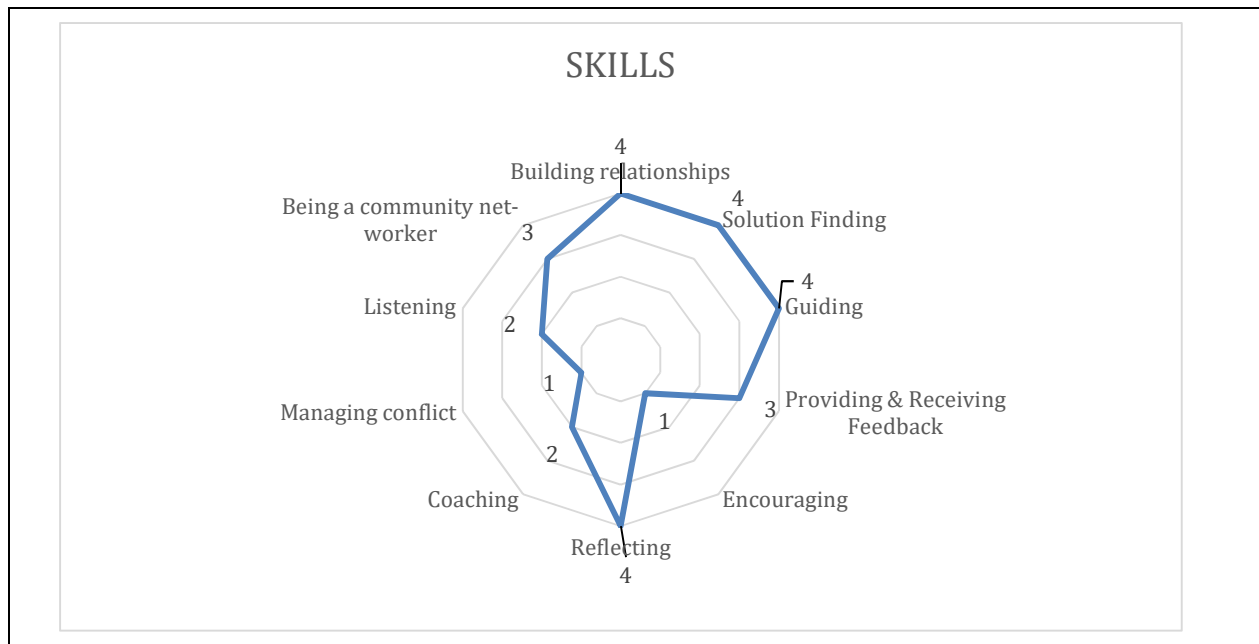 SKILLS
4
Building relationships
4
Solution Finding
4
Guiding
3
Providing & Receiving
Feedback
1
Encouraging
Reflecting
4
2
Coaching
1
Managing conflict
2
Listening
3
Being a community net-
worker